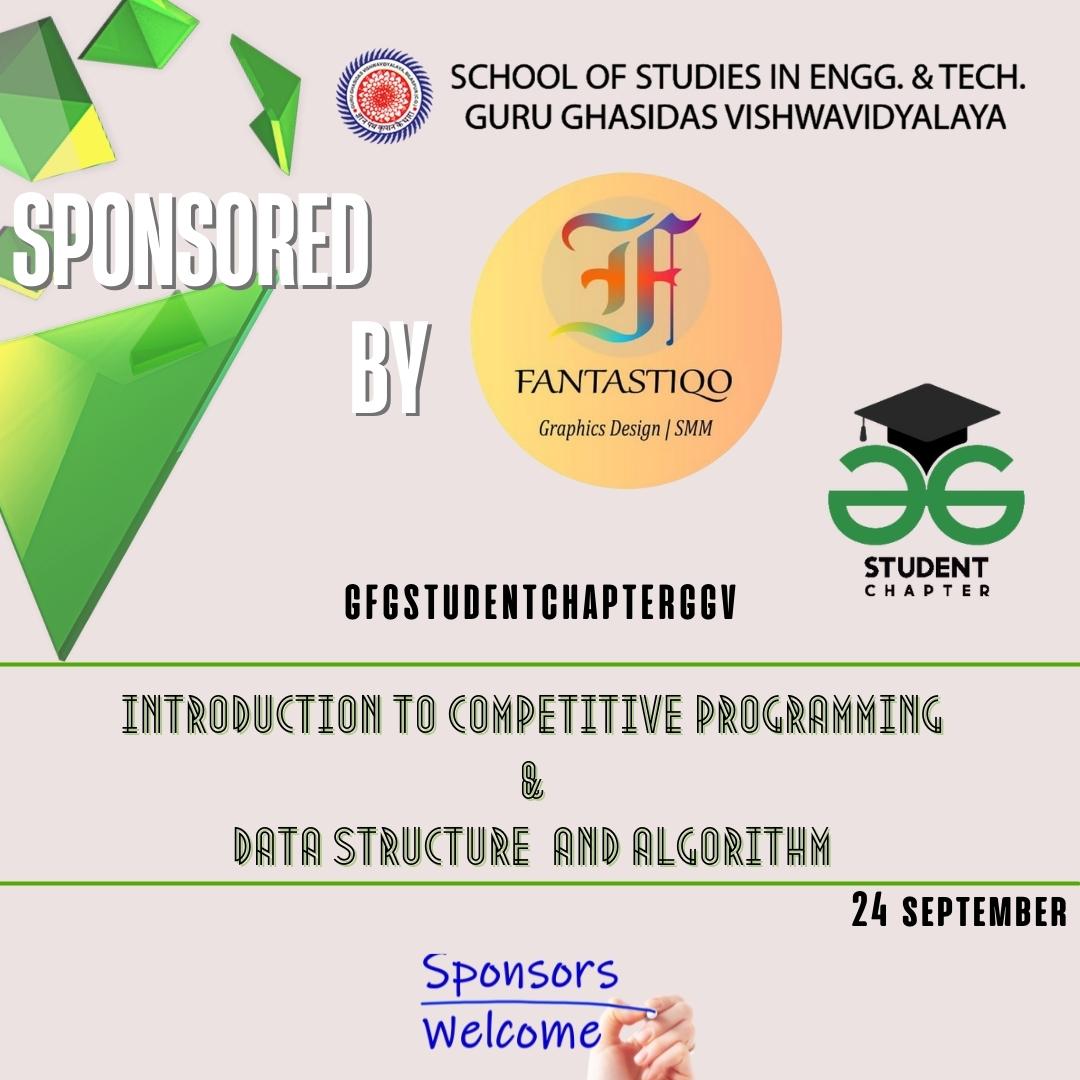 SCHOOL OF STUDIES IN ENGG. & TECH.
GURU GHASIDAS VISHWAVIDYALAYA
SPONSORED
BY
FANTASTIQO
Graphics Design | SMM
STUDENT
CHAPTER
GFGSTUDENTCHAPTERGGV
INTRODUCTION TO COMPETITIVE PROGRAMMING
&
DATA STRUCTURE AND ALGORITHM
24 SEPTEMBER
Sponsors
Welcome